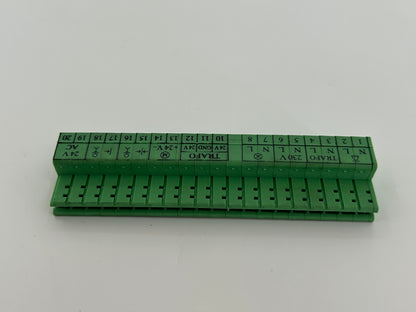 1 2 3 4 5 6 7 8 10 11 12 13 14 15 16 17 18 19 20
N L N L N L N L 24V GND 24V +24V-
TRAFO 230V TRAFO 24V AC